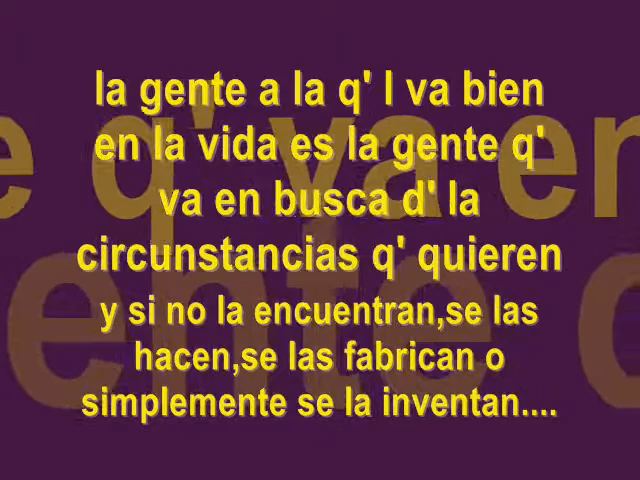 la gente a la q' l va bien
en la vida es la gente q'
va en busca d' la
circunstancias q' quieren
y si no la encuentran,se las
hacen,se las fabrican o
simplemente se la inventan....